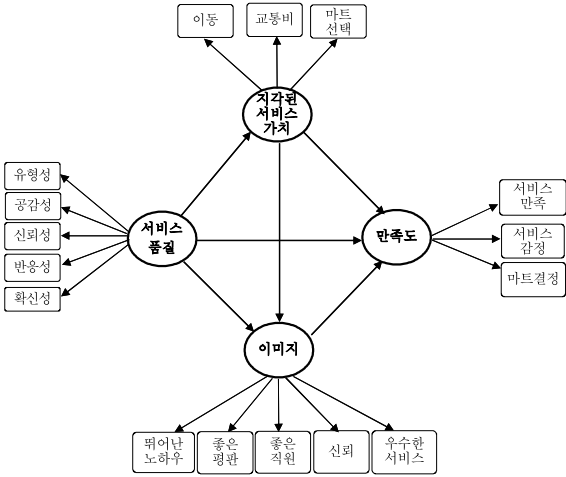 이동
교통비
마트
선택
지각된
서비스
가치
유형성
공감성
신뢰성
반응성
확신성
서비스
품질
만족도
서비스
만족
서비스
감정
마트결정
이미지
뛰어난
노하우
좋은
평판
좋은
직원
신뢰
우수한
서비스